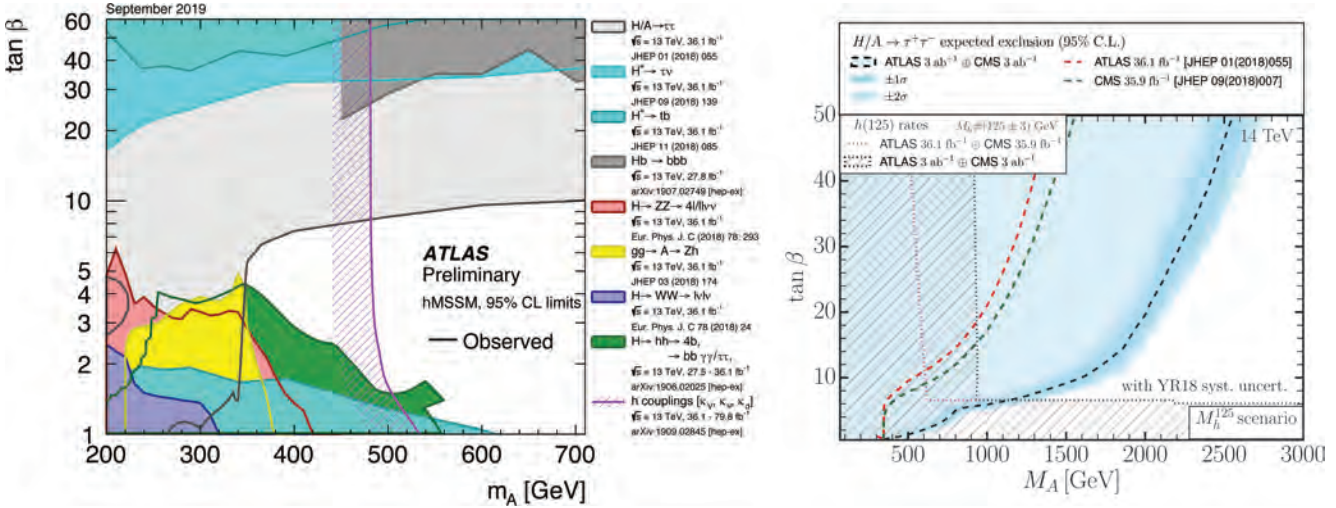 September 2019
tan β
60
50
40
30
20
10
5
4
3
2
1
200
300
400
500
600
700
m_A [GeV]
ATLAS
Preliminary
hMSSM, 95% CL limits
Observed
H/A→ττ
√s = 13 TeV, 36.1 fb⁻¹
JHEP 01 (2018) 055
H⁺→ τν
√s = 13 TeV, 36.1 fb⁻¹
JHEP 09 (2018) 139
H⁺→ tb
√s = 13 TeV, 36.1 fb⁻¹
JHEP 11 (2018) 085
Hb → bbb
√s = 13 TeV, 27.8 fb⁻¹
arXiv:1907.02749 [hep-ex]
H→ ZZ→ 4l/llνν
√s = 13 TeV, 36.1 fb⁻¹
Eur. Phys. J. C (2018) 78: 293
gg→ A→ Zh
√s = 13 TeV, 36.1 fb⁻¹
JHEP 03 (2018) 174
H→ WW→ lνlν
√s = 13 TeV, 36.1 fb⁻¹
Eur. Phys. J. C 78 (2018) 24
H→ hh→ 4b,
→ bb γγ/ττ,
√s = 13 TeV, 27.5 - 36.1 fb⁻¹
arXiv:1906.02025 [hep-ex]
h couplings [κ_V, κ_u, κ_d]
√s = 13 TeV, 36.1 - 79.8 fb⁻¹
arXiv:1909.02845 [hep-ex]
H/A → τ⁺τ⁻ expected exclusion (95% C.L.)
ATLAS 3 ab⁻¹ ⊕ CMS 3 ab⁻¹
±1σ
±2σ
ATLAS 36.1 fb⁻¹ [JHEP 01(2018)055]
CMS 35.9 fb⁻¹ [JHEP 09(2018)007]
h(125) rates
M_h≠(125 ± 3) GeV
ATLAS 36.1 fb⁻¹ ⊕ CMS 35.9 fb⁻¹
ATLAS 3 ab⁻¹ ⊕ CMS 3 ab⁻¹
14 TeV
tan β
50
40
30
20
10
with YR18 syst. uncert.
M_h¹²⁵ scenario
500
1000
1500
2000
2500
3000
M_A [GeV]